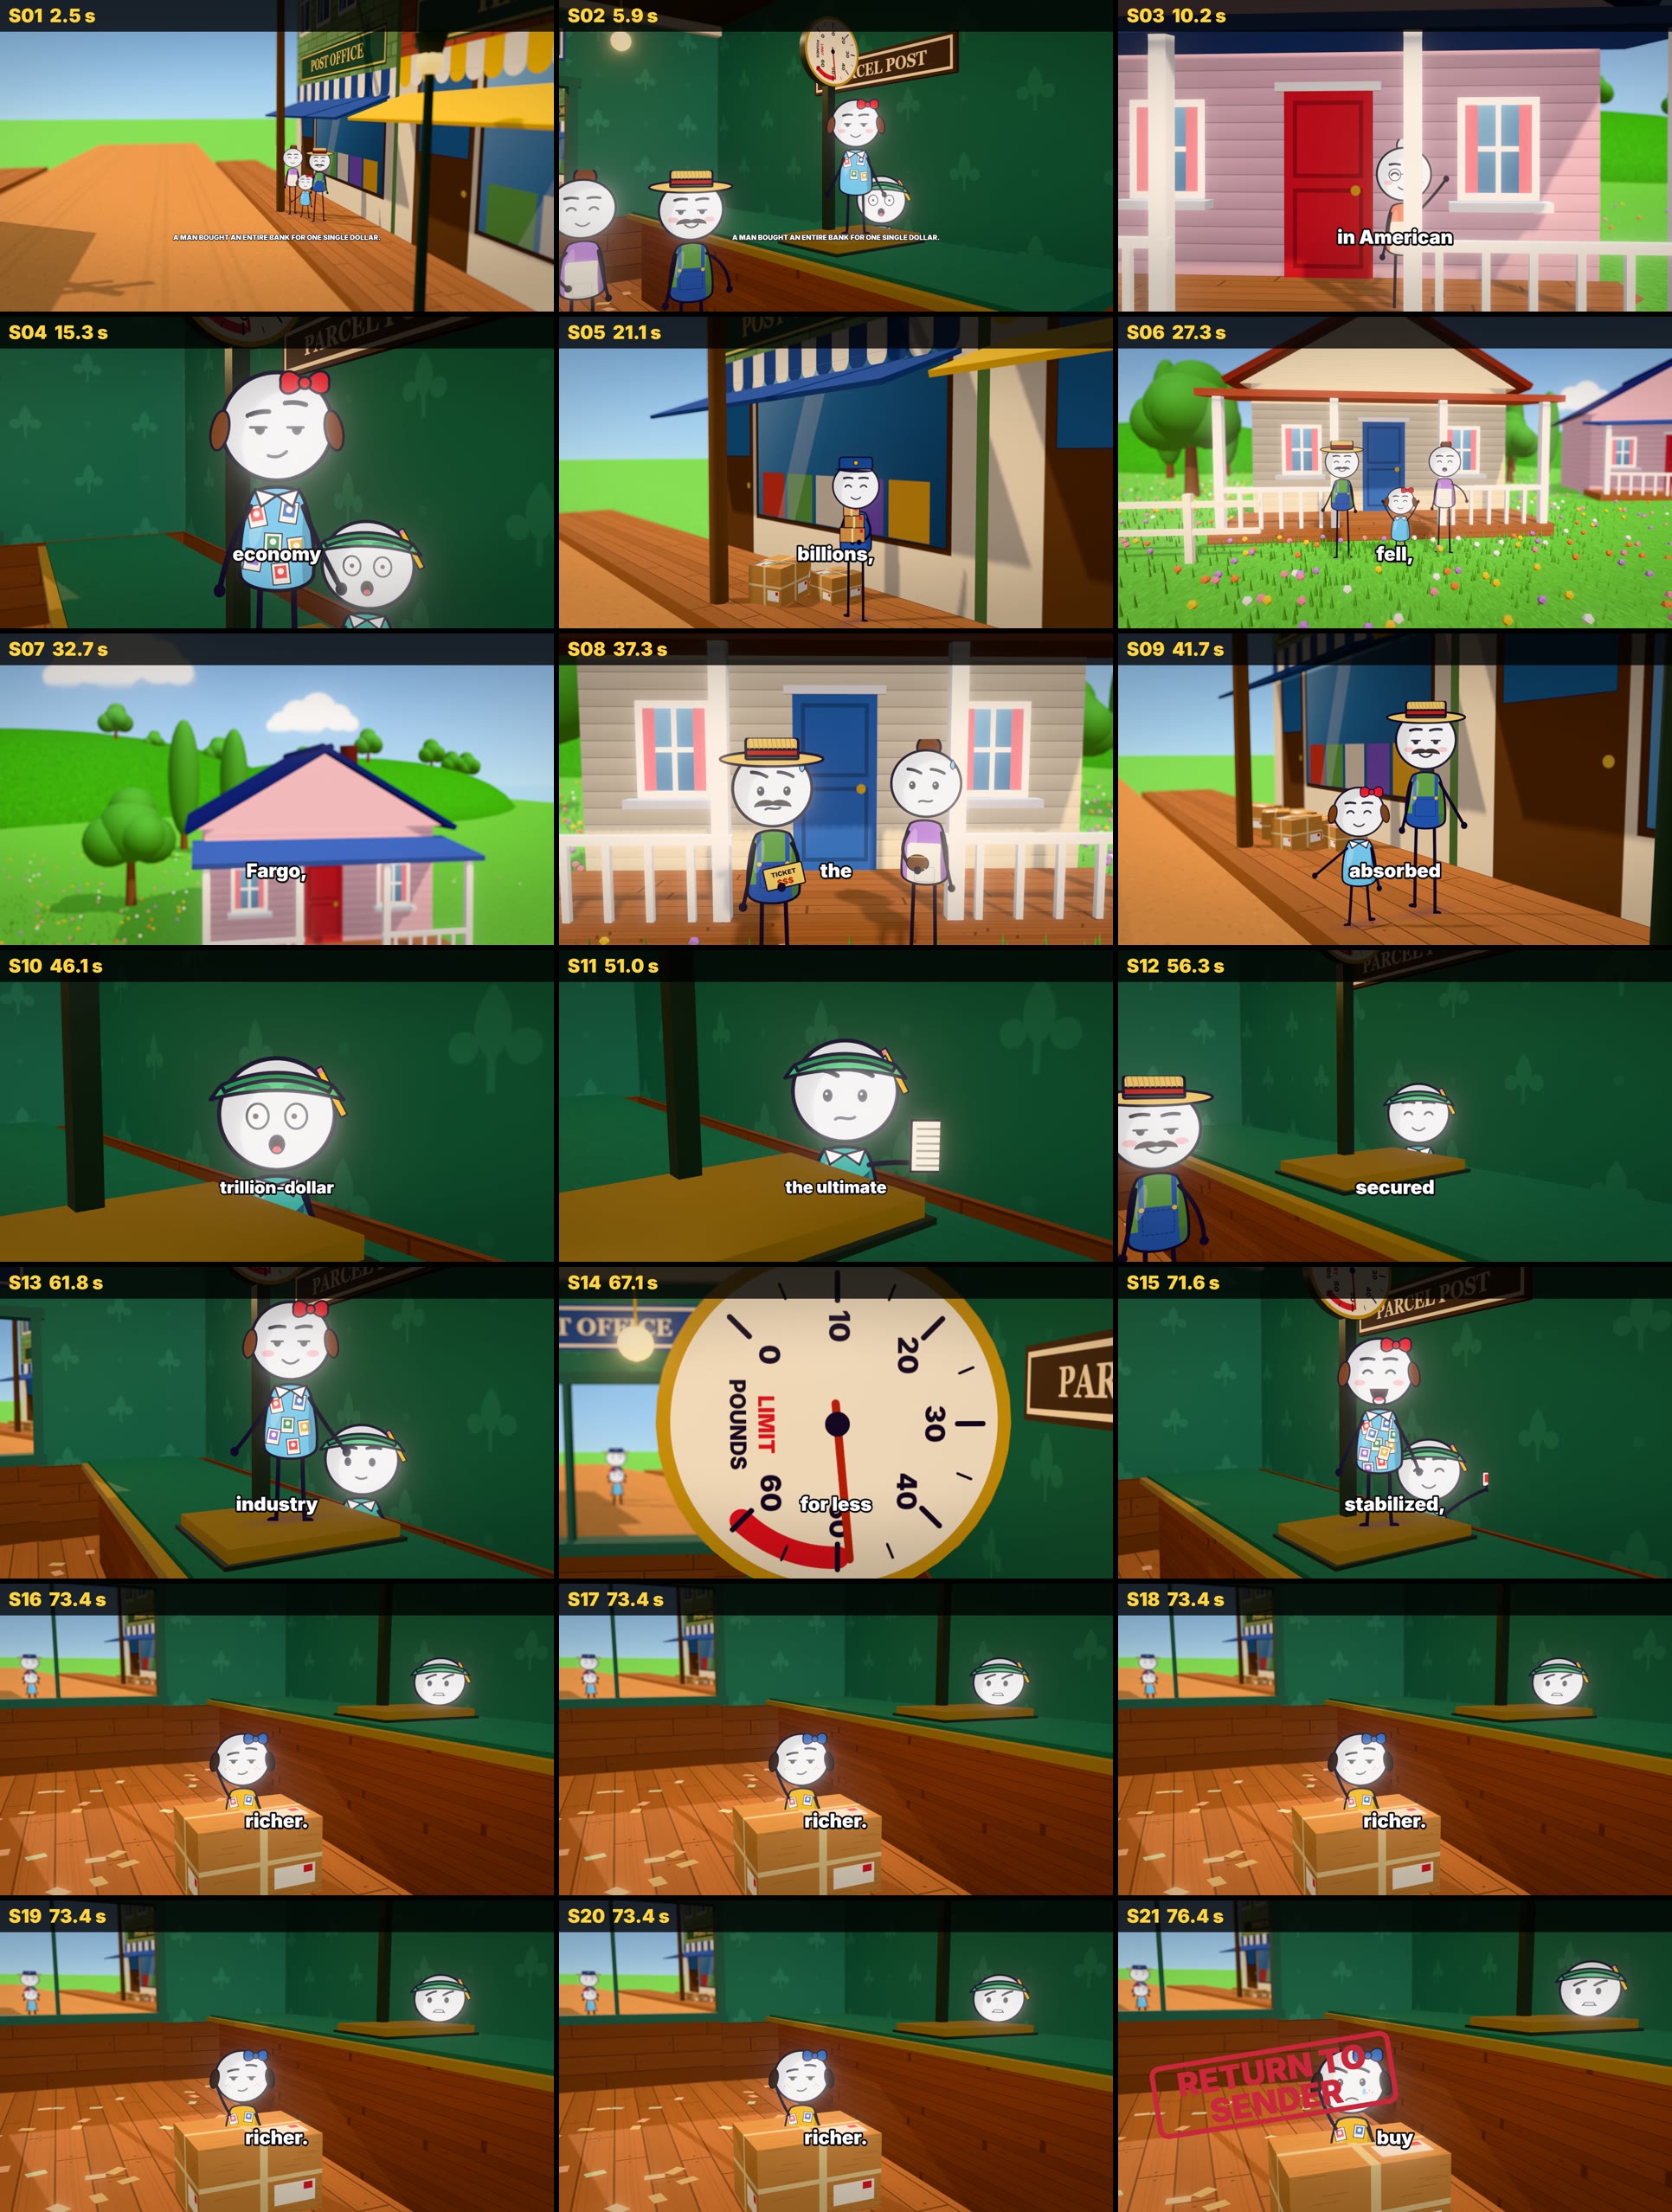 S01 2.5 s
POST OFFICE
A MAN BOUGHT AN ENTIRE BANK FOR ONE SINGLE DOLLAR.
S02 5.9 s
CEL POST
A MAN BOUGHT AN ENTIRE BANK FOR ONE SINGLE DOLLAR.
S03 10.2 s
in American
S04 15.3 s
PARCEL P
economy
S05 21.1 s
POST
billions,
S06 27.3 s
fell,
S07 32.7 s
Fargo,
S08 37.3 s
TICKET
$$$
the
S09 41.7 s
absorbed
S10 46.1 s
trillion-dollar
S11 51.0 s
the ultimate
S12 56.3 s
PARCEL P
secured
S13 61.8 s
PARCEL
industry
S14 67.1 s
T OFFICE
0
10
20
30
40
60
LIMIT
POUNDS
PAR
for less
S15 71.6 s
PARCEL POST
stabilized,
S16 73.4 s
richer.
S17 73.4 s
richer.
S18 73.4 s
richer.
S19 73.4 s
richer.
S20 73.4 s
richer.
S21 76.4 s
RETURN TO
SENDER
buy